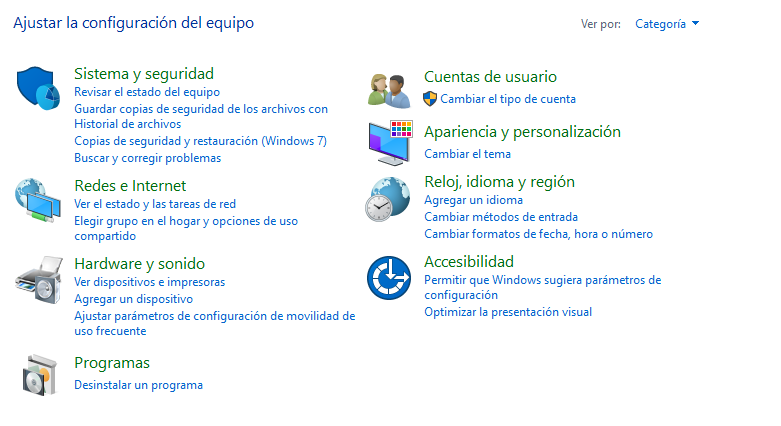 Ajustar la configuración del equipo
Ver por: Categoría
Sistema y seguridad
Revisar el estado del equipo
Guardar copias de seguridad de los archivos con
Historial de archivos
Copias de seguridad y restauración (Windows 7)
Buscar y corregir problemas
Redes e Internet
Ver el estado y las tareas de red
Elegir grupo en el hogar y opciones de uso
compartido
Hardware y sonido
Ver dispositivos e impresoras
Agregar un dispositivo
Ajustar parámetros de configuración de movilidad de
uso frecuente
Programas
Desinstalar un programa
Cuentas de usuario
Cambiar el tipo de cuenta
Apariencia y personalización
Cambiar el tema
Reloj, idioma y región
Agregar un idioma
Cambiar métodos de entrada
Cambiar formatos de fecha, hora o número
Accesibilidad
Permitir que Windows sugiera parámetros de
configuración
Optimizar la presentación visual